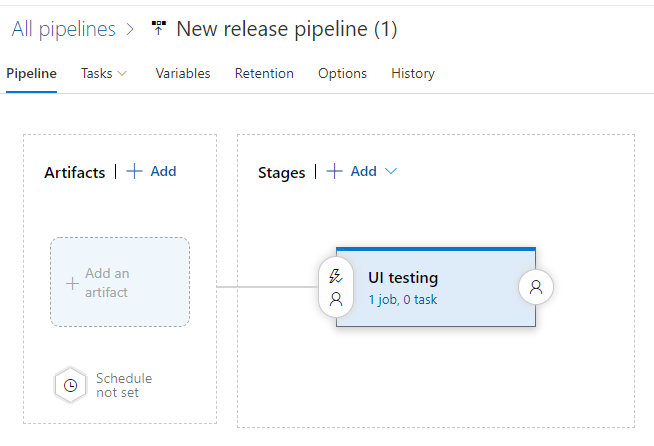 All pipelines > New release pipeline (1)
Pipeline Tasks Variables Retention Options History
Artifacts | + Add
Stages | + Add
+ Add an
artifact
UI testing
1 job, 0 task
Schedule
not set